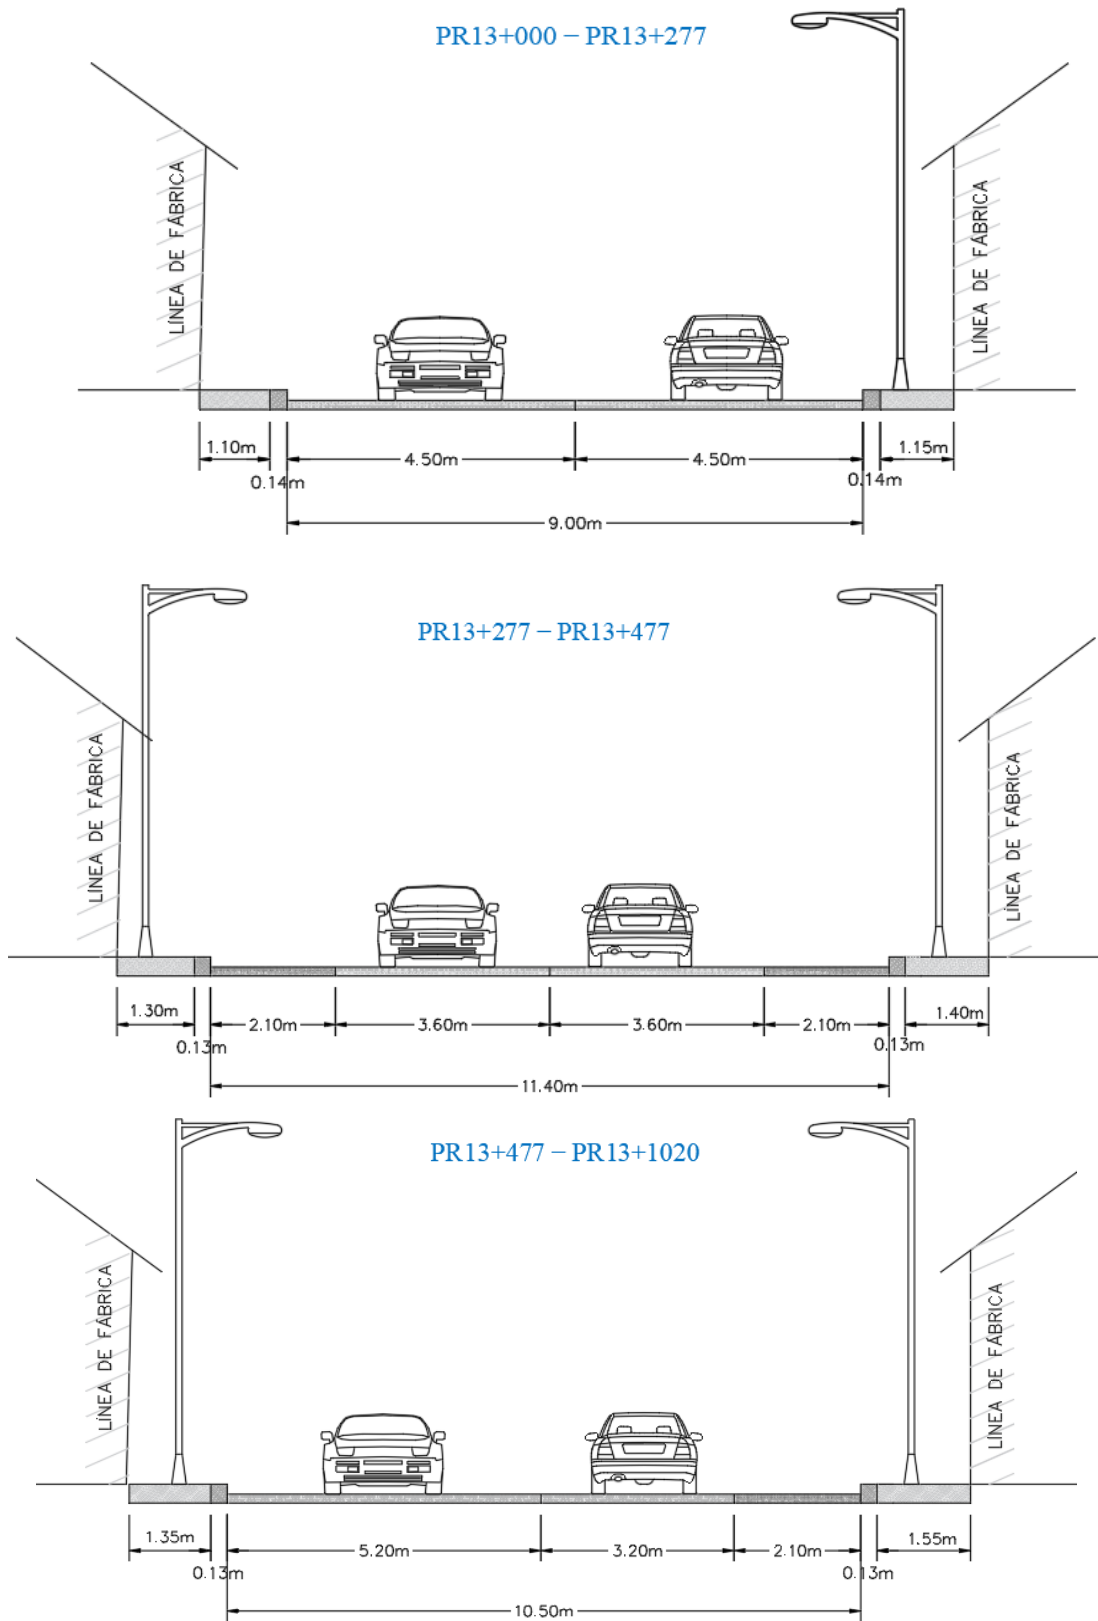 PR13+000 – PR13+277
LÍNEA DE FÁBRICA
LÍNEA DE FÁBRICA
1.10m
4.50m
4.50m
1.15m
0.14m
0.14m
9.00m
PR13+277 – PR13+477
LÍNEA DE FÁBRICA
LÍNEA DE FÁBRICA
1.30m
2.10m
3.60m
3.60m
2.10m
1.40m
0.13m
0.13m
11.40m
PR13+477 – PR13+1020
LÍNEA DE FÁBRICA
LÍNEA DE FÁBRICA
1.35m
5.20m
3.20m
2.10m
1.55m
0.13m
0.13m
10.50m